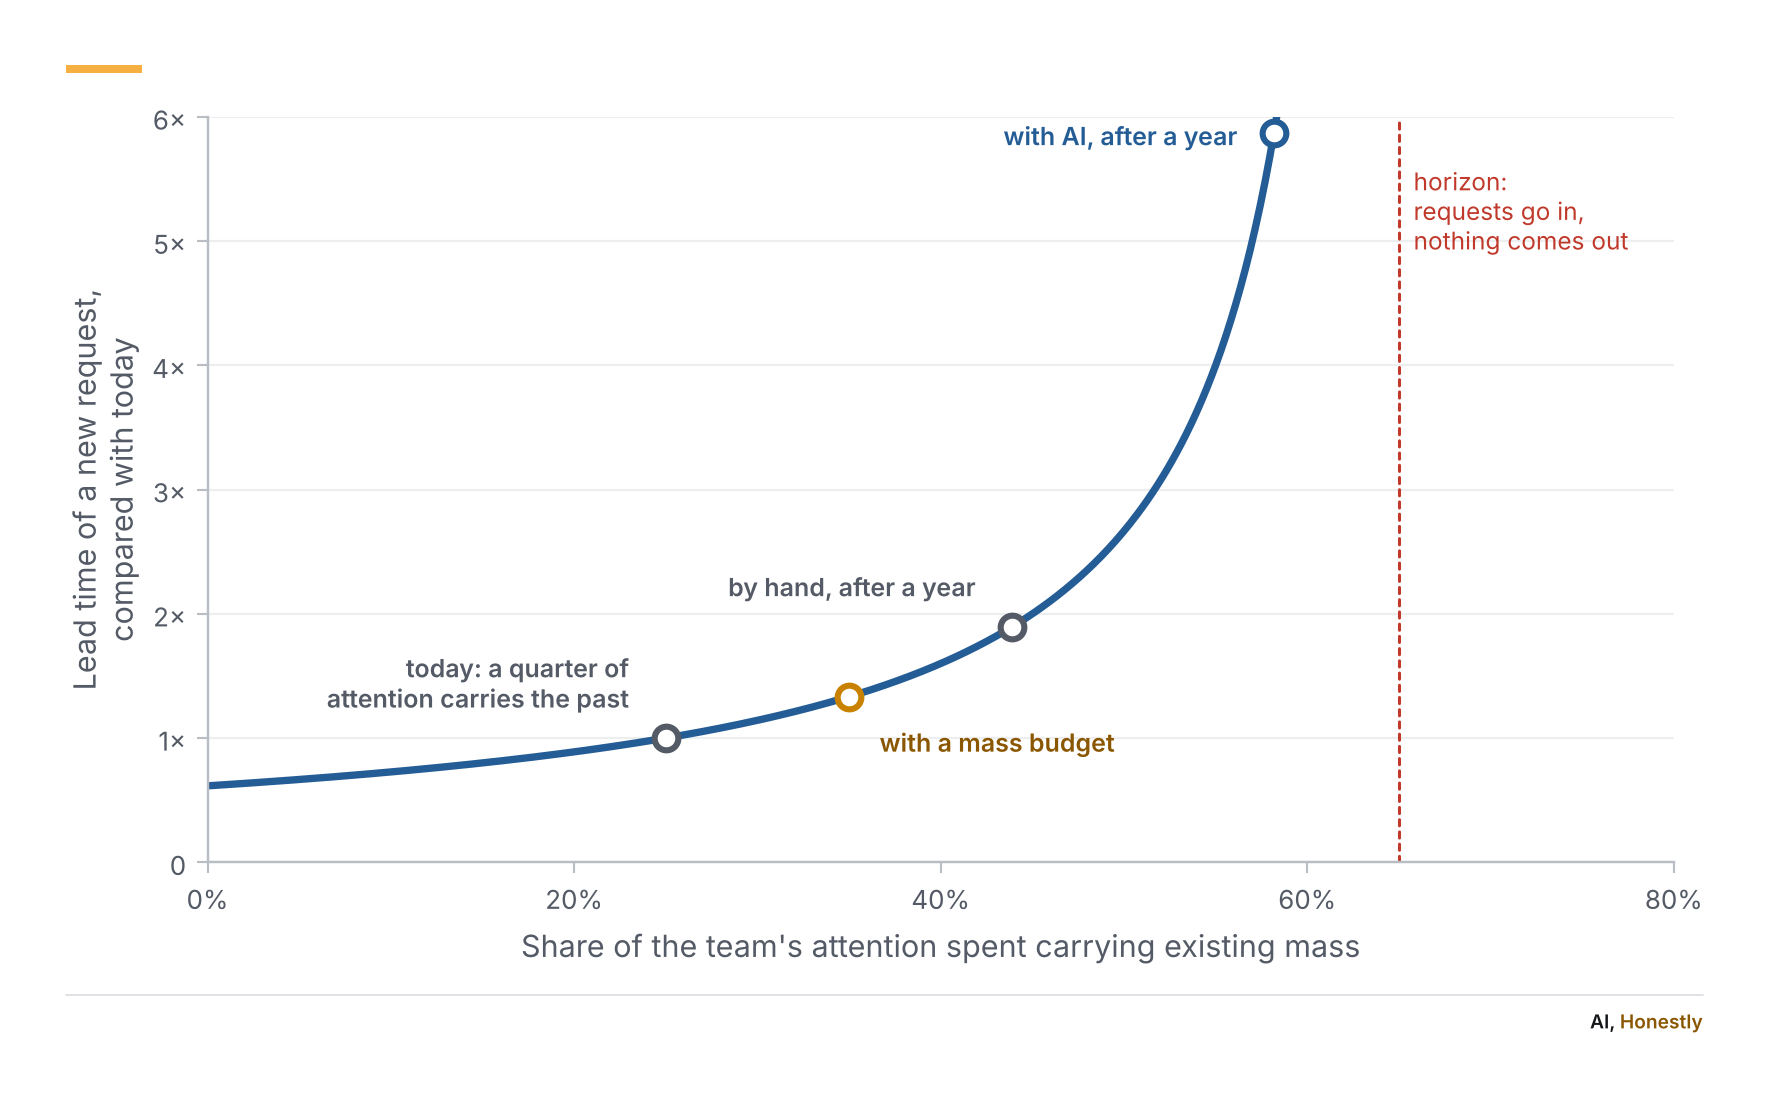 6×
with AI, after a year
horizon:
requests go in,
nothing comes out
5×
Lead time of a new request,
compared with today
4×
3×
by hand, after a year
2×
today: a quarter of
attention carries the past
1×
with a mass budget
0
0%
20%
40%
60%
80%
Share of the team's attention spent carrying existing mass
AI, Honestly